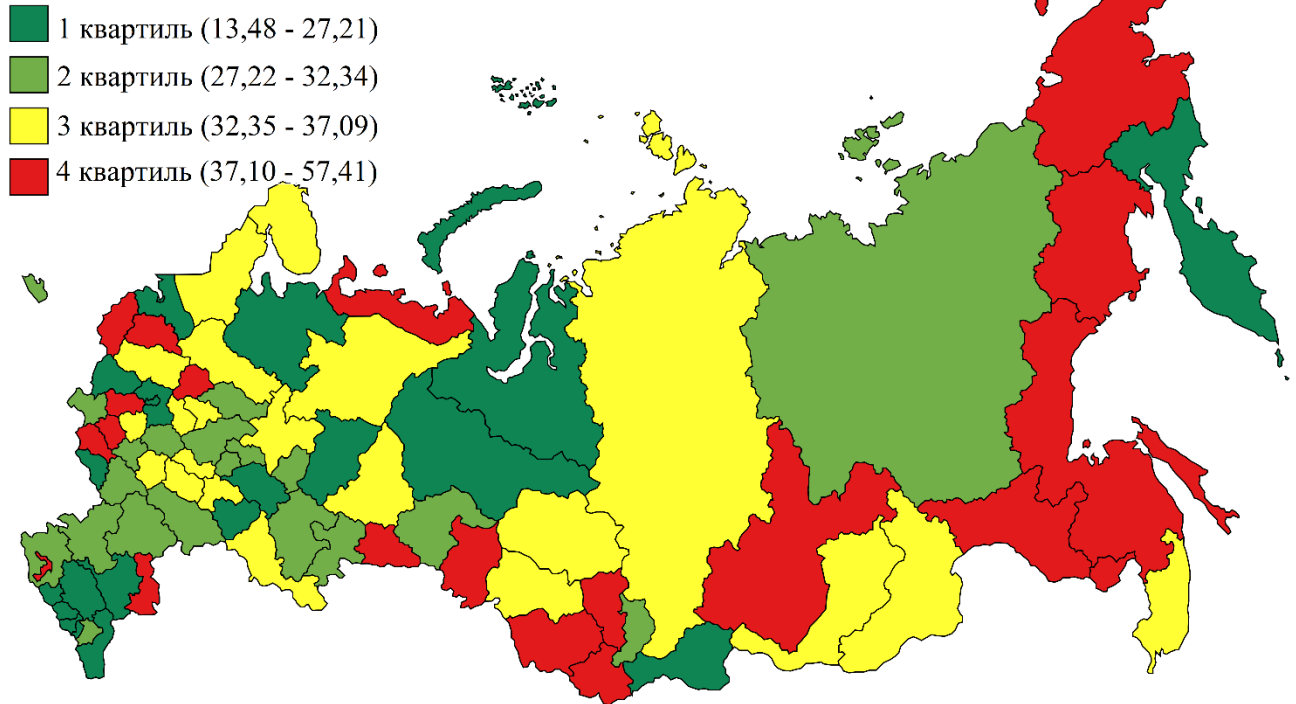 1 квартиль (13,48 - 27,21)
2 квартиль (27,22 - 32,34)
3 квартиль (32,35 - 37,09)
4 квартиль (37,10 - 57,41)